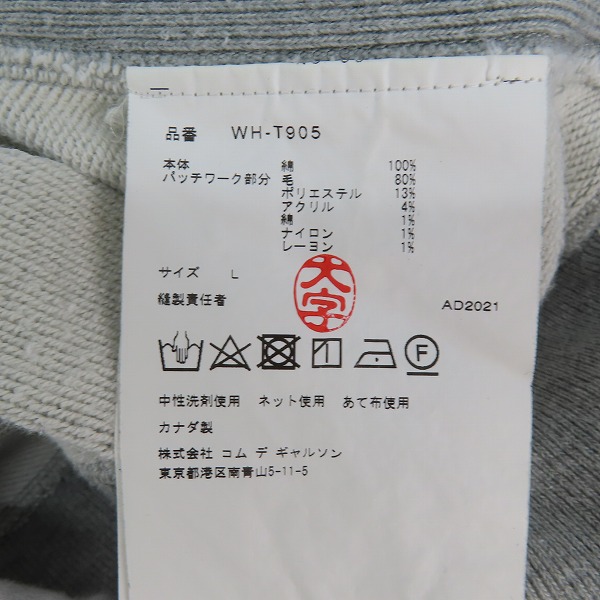 品番 WH-T905
本体 綿 100%
パッチワーク部分 毛 80%
ポリエステル 13%
アクリル 4%
綿 1%
ナイロン 1%
レーヨン 1%
サイズ L
天字
縫製責任者 AD2021
F
中性洗剤使用 ネット使用 あて布使用
カナダ製
株式会社 コム デ ギャルソン
東京都港区南青山5-11-5